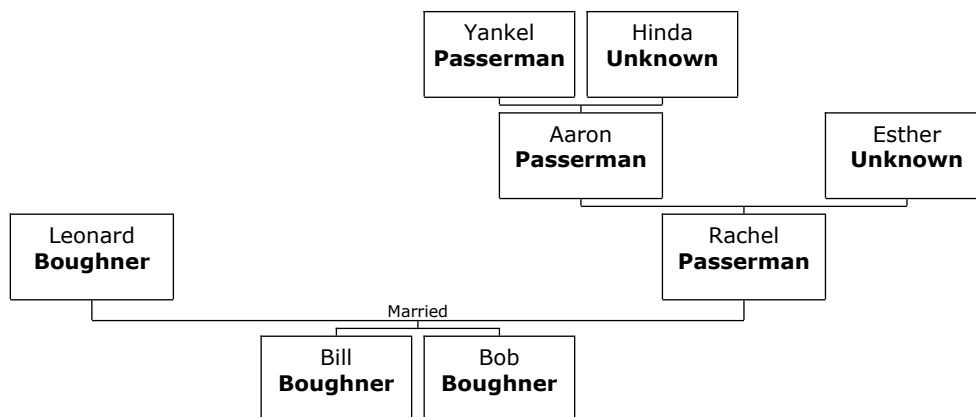 Yankel
Passerman
Hinda
Unknown
Aaron
Passerman
Esther
Unknown
Leonard
Boughner
Rachel
Passerman
Married
Bill
Boughner
Bob
Boughner